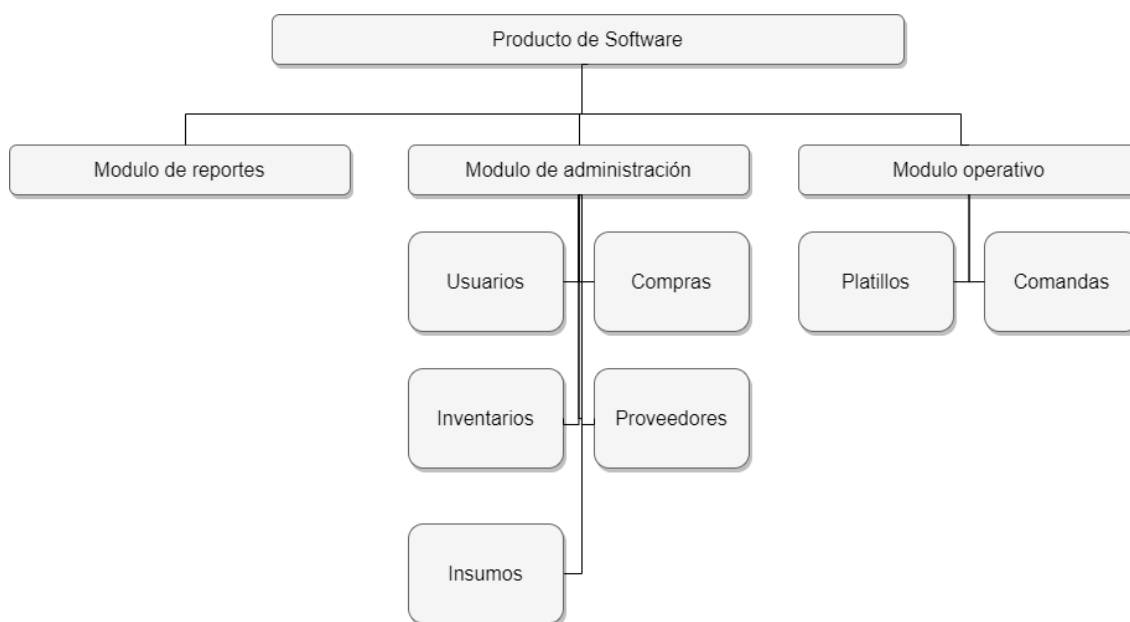 Producto de Software
Modulo de reportes
Modulo de administración
Modulo operativo
Usuarios
Compras
Platillos
Comandas
Inventarios
Proveedores
Insumos